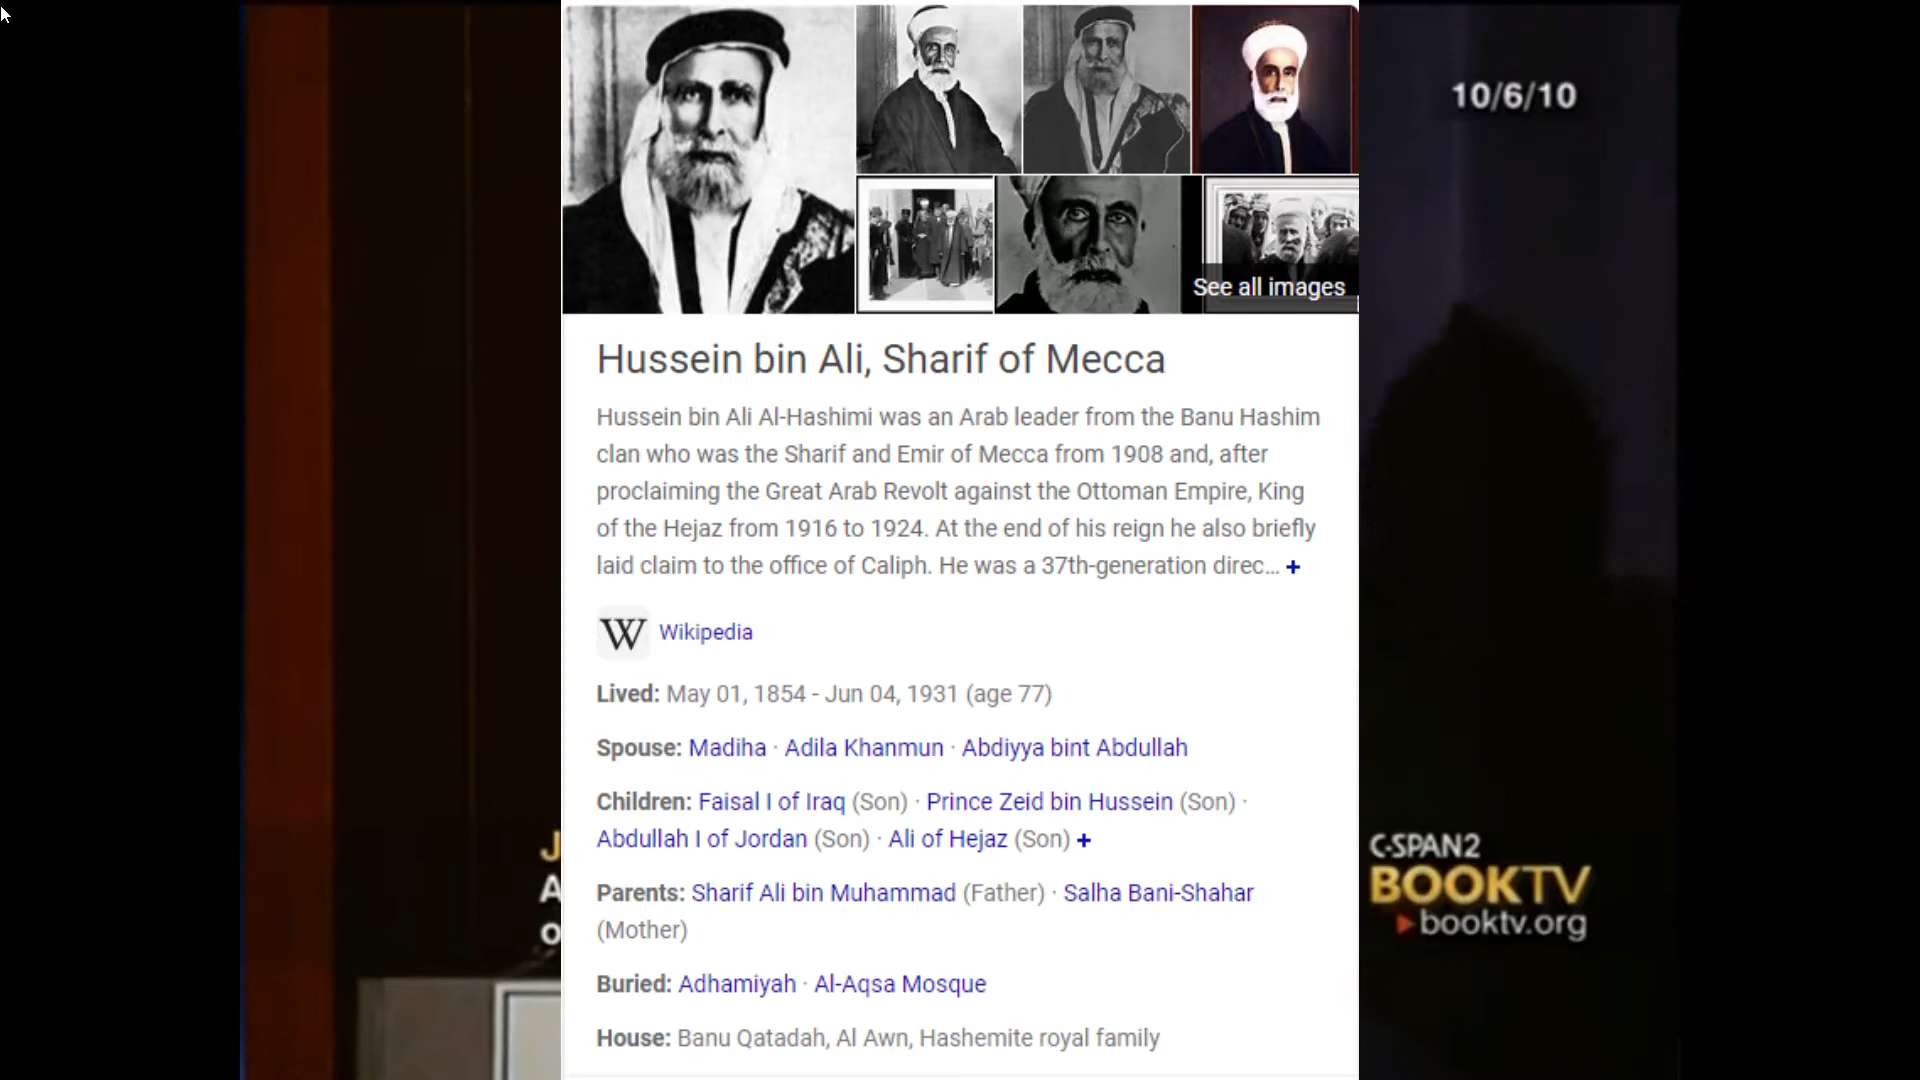 10/6/10
See all images
Hussein bin Ali, Sharif of Mecca
Hussein bin Ali Al-Hashimi was an Arab leader from the Banu Hashim
clan who was the Sharif and Emir of Mecca from 1908 and, after
proclaiming the Great Arab Revolt against the Ottoman Empire, King
of the Hejaz from 1916 to 1924. At the end of his reign he also briefly
laid claim to the office of Caliph. He was a 37th-generation direc... +
W Wikipedia
Lived: May 01, 1854 - Jun 04, 1931 (age 77)
Spouse: Madiha · Adila Khanmun · Abdiyya bint Abdullah
Children: Faisal I of Iraq (Son) · Prince Zeid bin Hussein (Son) ·
Abdullah I of Jordan (Son) · Ali of Hejaz (Son) +
Parents: Sharif Ali bin Muhammad (Father) · Salha Bani-Shahar
(Mother)
Buried: Adhamiyah · Al-Aqsa Mosque
House: Banu Qatadah, Al Awn, Hashemite royal family
J
A
o
C-SPAN2
BOOKTV
booktv.org